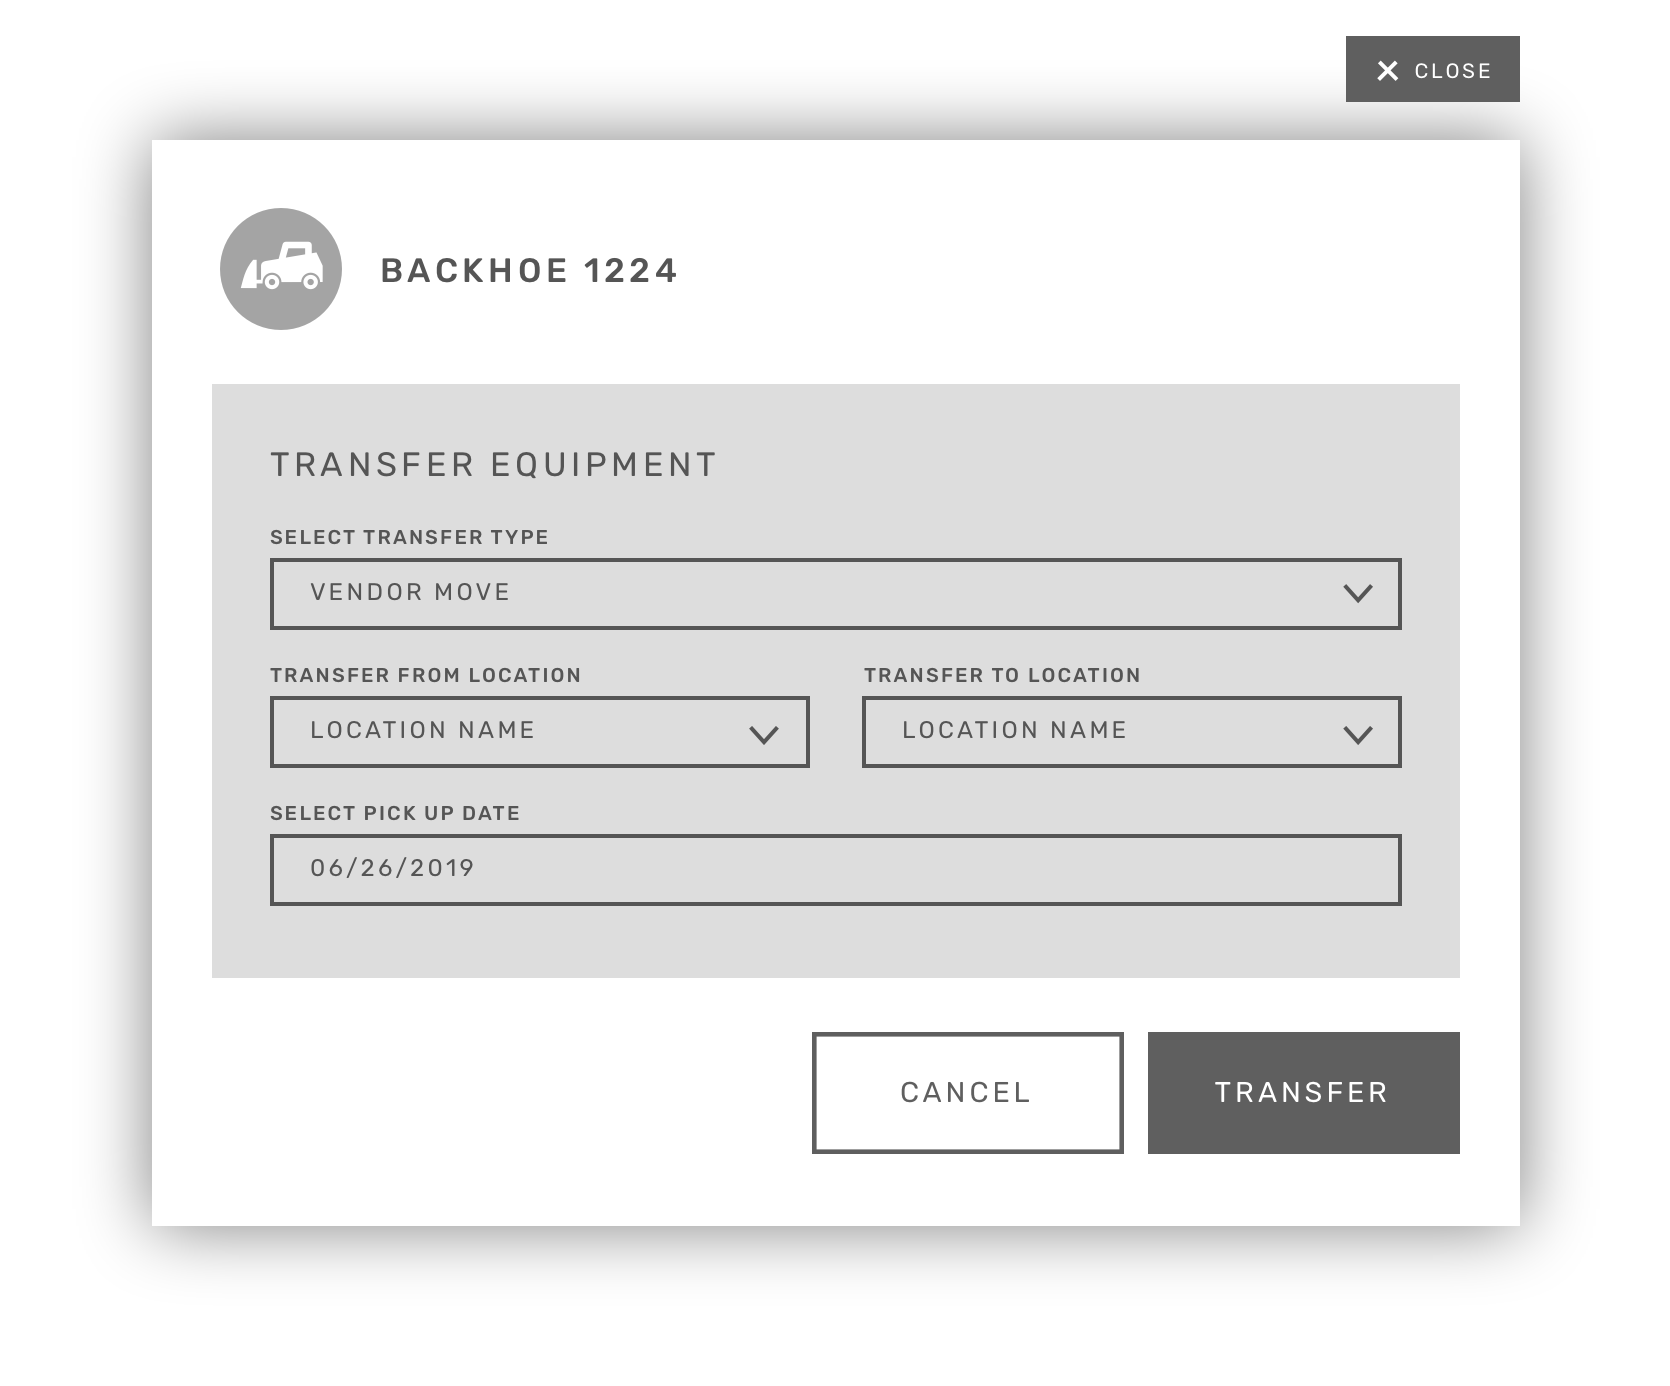 CLOSE
BACKHOE 1224
TRANSFER EQUIPMENT
SELECT TRANSFER TYPE
VENDOR MOVE
TRANSFER FROM LOCATION
TRANSFER TO LOCATION
LOCATION NAME
LOCATION NAME
SELECT PICK UP DATE
06/26/2019
CANCEL
TRANSFER